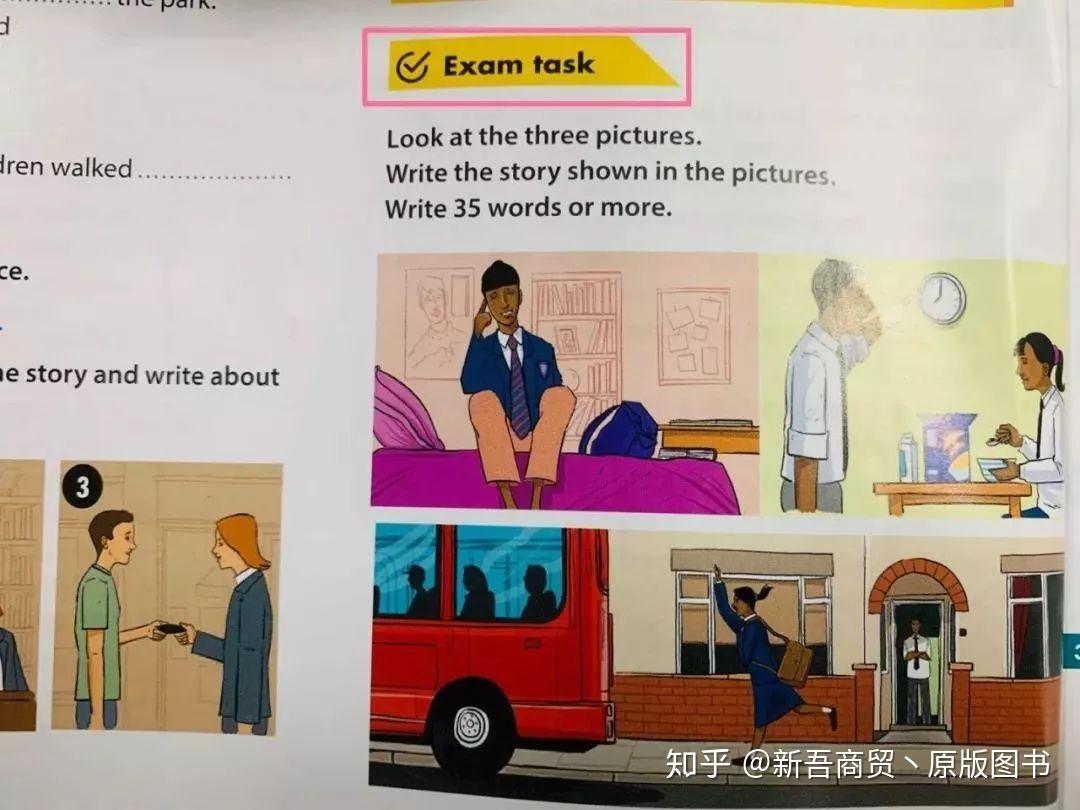 the park.
d
dren walked ....................
ce.
e story and write about
3
Exam task
Look at the three pictures.
Write the story shown in the pictures.
Write 35 words or more.
3
知乎 @新吾商贸丶原版图书